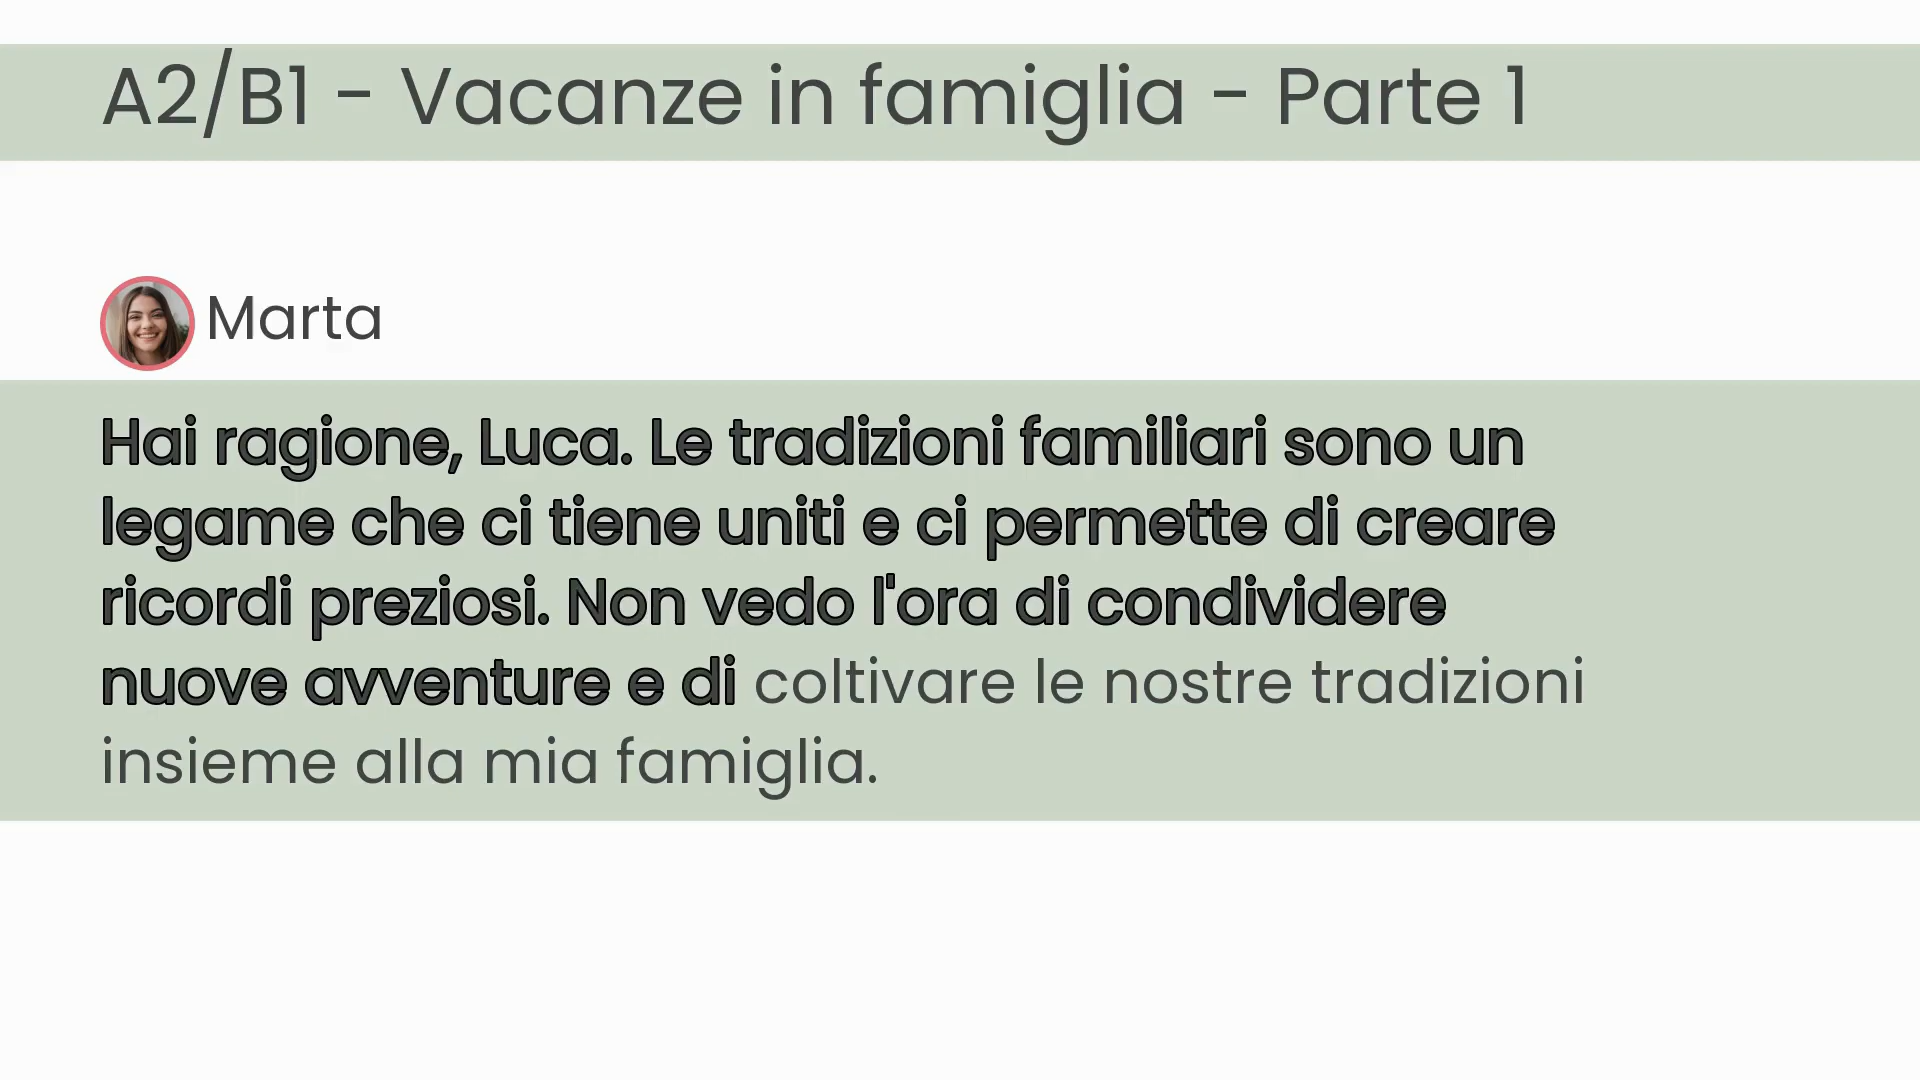 A2/B1 - Vacanze in famiglia - Parte 1
Marta
Hai ragione, Luca. Le tradizioni familiari sono un
legame che ci tiene uniti e ci permette di creare
ricordi preziosi. Non vedo l'ora di condividere
nuove avventure e di coltivare le nostre tradizioni
insieme alla mia famiglia.